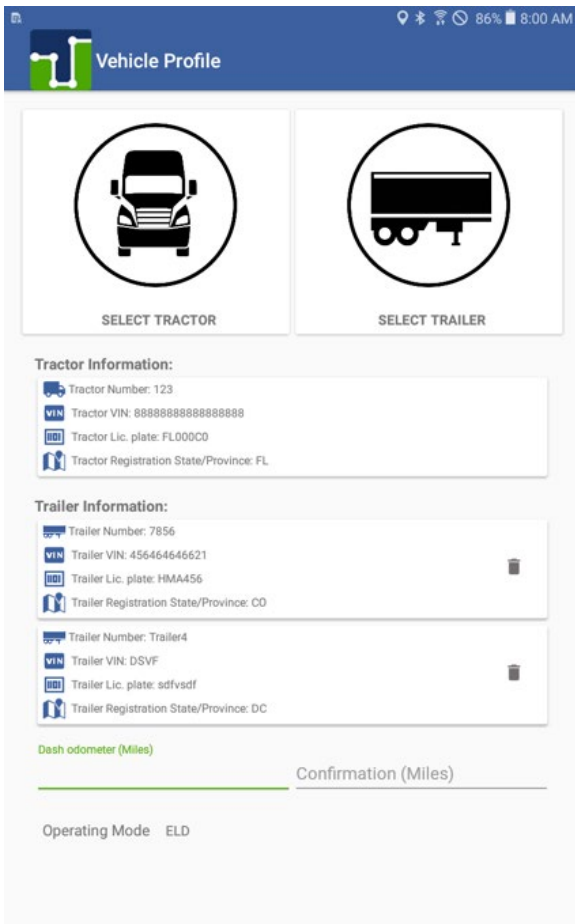 86% 8:00 AM
Vehicle Profile
SELECT TRACTOR
SELECT TRAILER
Tractor Information:
Tractor Number: 123
VIN Tractor VIN: 88888888888888888
Tractor Lic. plate: FL000C0
Tractor Registration State/Province: FL
Trailer Information:
Trailer Number: 7856
VIN Trailer VIN: 456464646621
Trailer Lic. plate: HMA456
Trailer Registration State/Province: CO
Trailer Number: Trailer4
VIN Trailer VIN: DSVF
Trailer Lic. plate: sdfvsdf
Trailer Registration State/Province: DC
Dash odometer (Miles)
Confirmation (Miles)
Operating Mode ELD